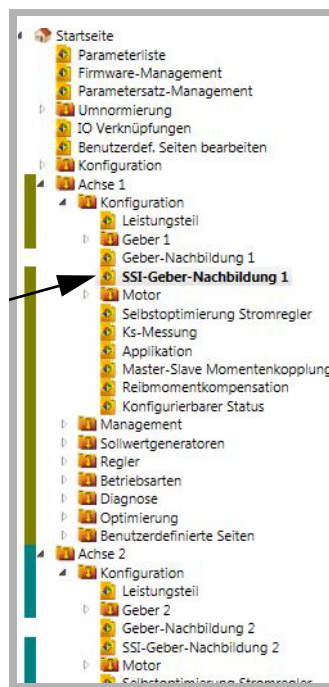 Startseite
Parameterliste
Firmware-Management
Parametersatz-Management
Umnormierung
IO Verknüpfungen
Benutzerdef. Seiten bearbeiten
Konfiguration
Achse 1
Konfiguration
Leistungsteil
Geber 1
Geber-Nachbildung 1
SSI-Geber-Nachbildung 1
Motor
Selbstoptimierung Stromregler
Ks-Messung
Applikation
Master-Slave Momentenkopplung
Reibmomentkompensation
Konfigurierbarer Status
Management
Sollwertgeneratoren
Regler
Betriebsarten
Diagnose
Optimierung
Benutzerdefinierte Seiten
Achse 2
Konfiguration
Leistungsteil
Geber 2
Geber-Nachbildung 2
SSI-Geber-Nachbildung 2
Motor
Selbstoptimierung Stromregler